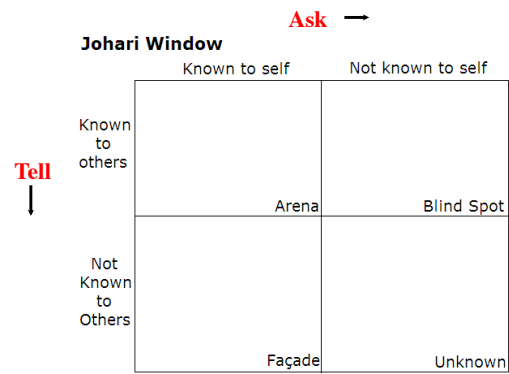 Ask
Johari Window
Known to self
Not known to self
Known
to
others
Tell
Arena
Blind Spot
Not
Known
to
Others
Façade
Unknown